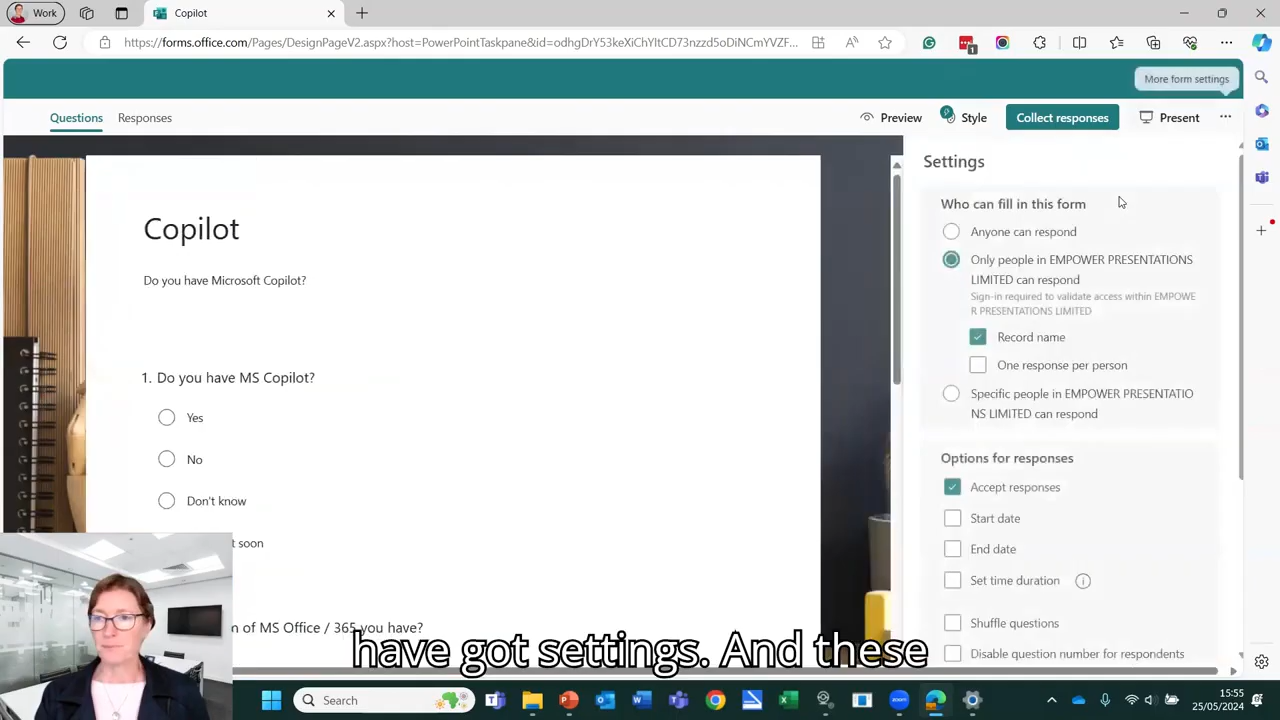 Work
Copilot
https://forms.office.com/Pages/DesignPageV2.aspx?host=PowerPointTaskpane&id=odhgDrY53keXiChYItCD73nzzd5oDiNCmYVZF...
1
More form settings
Questions
Responses
Preview
Style
Collect responses
Present
Settings
Who can fill in this form
Anyone can respond
Only people in EMPOWER PRESENTATIONS
LIMITED can respond
Sign-in required to validate access within EMPOWE
R PRESENTATIONS LIMITED
Record name
One response per person
Specific people in EMPOWER PRESENTATIO
NS LIMITED can respond
Options for responses
Accept responses
Start date
End date
Set time duration
Shuffle questions
Disable question number for respondents
Copilot
Do you have Microsoft Copilot?
1. Do you have MS Copilot?
Yes
No
Don't know
t soon
m of MS Office / 365 you have?
have got settings. And these
Search
15:55
25/05/2024